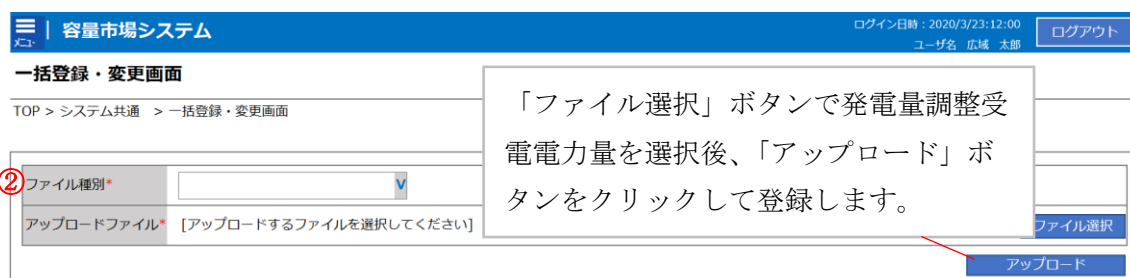 メニュー
容量市場システム
ログイン日時：2020/3/23:12:00
ユーザ名 広域 太郎
ログアウト
一括登録・変更画面
TOP > システム共通 > 一括登録・変更画面
「ファイル選択」ボタンで発電量調整受
電電力量を選択後、「アップロード」ボ
タンをクリックして登録します。
②
ファイル種別*
V
アップロードファイル* [アップロードするファイルを選択してください]
ファイル選択
アップロード